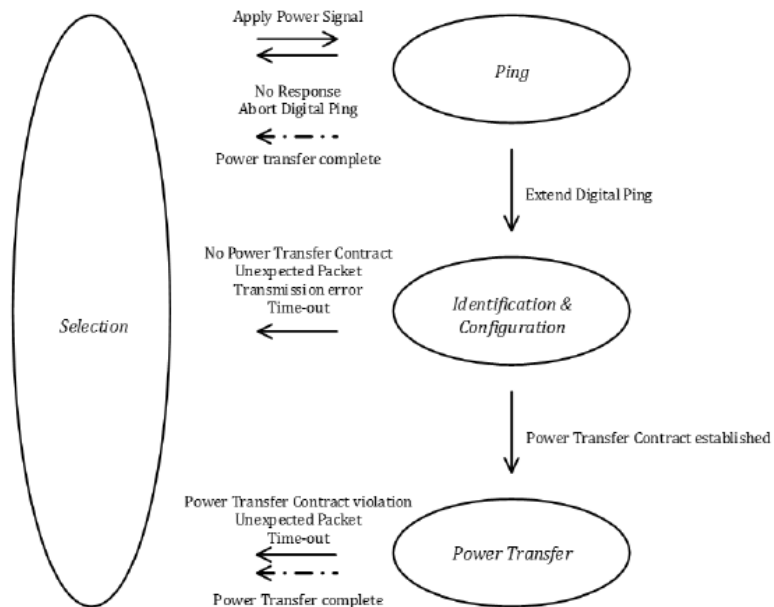 Apply Power Signal
Ping
No Response
Abort Digital Ping
Power transfer complete
Extend Digital Ping
No Power Transfer Contract
Unexpected Packet
Transmission error
Time-out
Identification &
Configuration
Selection
Power Transfer Contract established
Power Transfer Contract violation
Unexpected Packet
Time-out
Power Transfer
Power Transfer complete